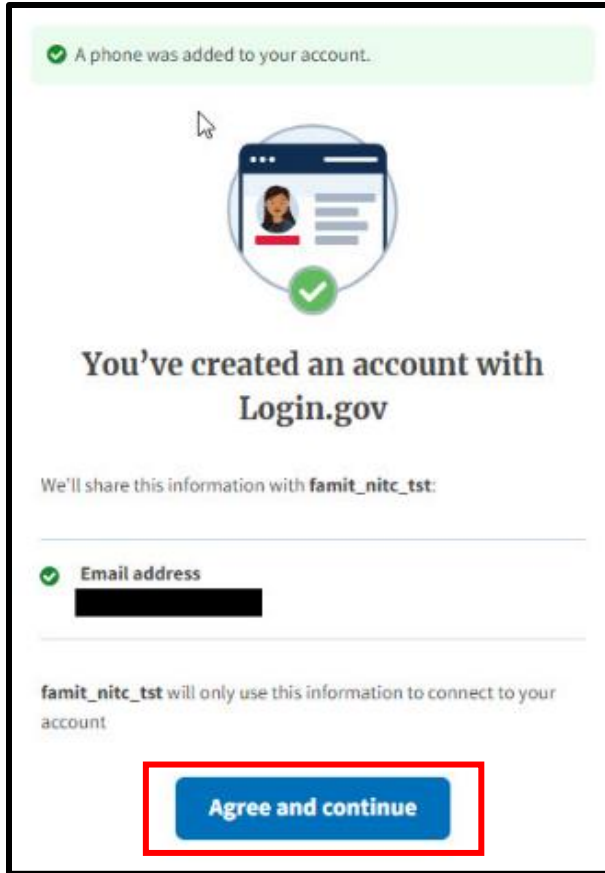 A phone was added to your account.
You’ve created an account with
Login.gov
We'll share this information with famit_nitc_tst:
Email address
famit_nitc_tst will only use this information to connect to your
account
Agree and continue